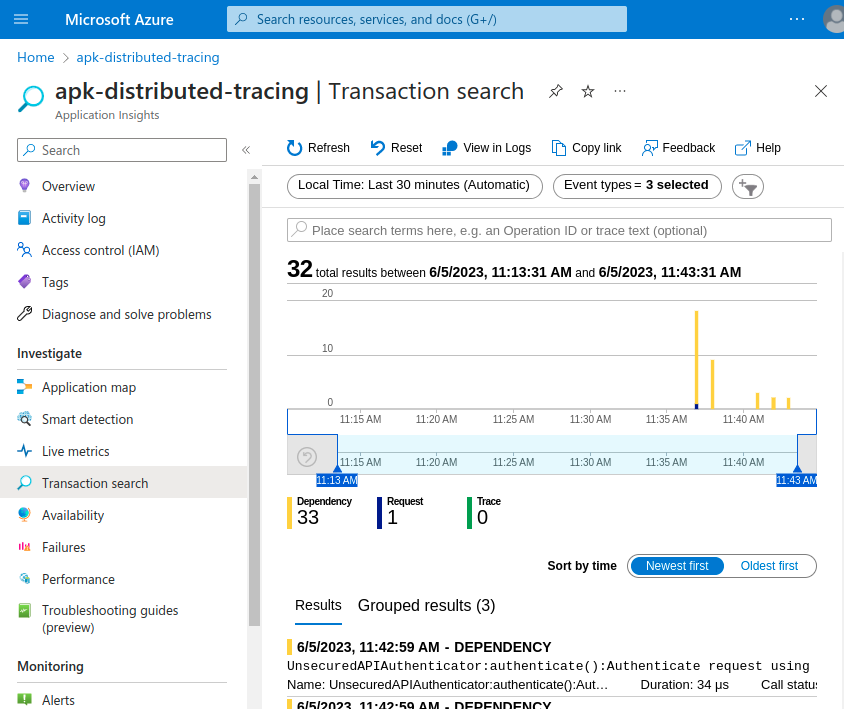 Microsoft Azure
Search resources, services, and docs (G+/)
...
Home > apk-distributed-tracing
apk-distributed-tracing | Transaction search
...
Application Insights
Search
«
Refresh
Reset
View in Logs
Copy link
Feedback
Help
Overview
Activity log
Access control (IAM)
Tags
Diagnose and solve problems
Investigate
Application map
Smart detection
Live metrics
Transaction search
Availability
Failures
Performance
Troubleshooting guides
(preview)
Monitoring
Alerts
Local Time: Last 30 minutes (Automatic)
Event types = 3 selected
Place search terms here, e.g. an Operation ID or trace text (optional)
32 total results between 6/5/2023, 11:13:31 AM and 6/5/2023, 11:43:31 AM
20
10
0
11:15 AM 11:20 AM 11:25 AM 11:30 AM 11:35 AM 11:40 AM
11:15 AM 11:20 AM 11:25 AM 11:30 AM 11:35 AM 11:40 AM
11:13 AM 11:43 AM
Dependency
33
Request
1
Trace
0
Sort by time Newest first Oldest first
Results Grouped results (3)
6/5/2023, 11:42:59 AM - DEPENDENCY
UnsecuredAPIAuthenticator:authenticate():Authenticate request using
Name: UnsecuredAPIAuthenticator:authenticate():Aut... Duration: 34 μs Call status
6/5/2023, 11:42:59 AM - DEPENDENCY